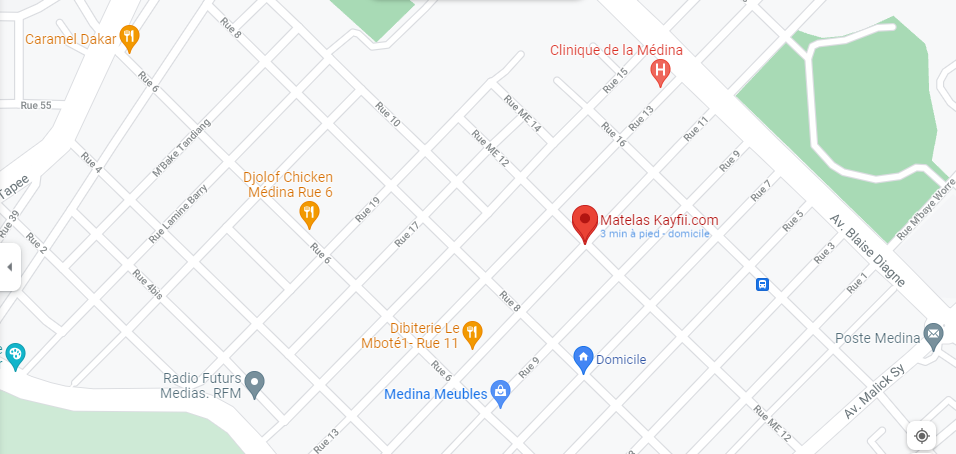 Caramel Dakar
Rue 8
Clinique de la Médina
Rue 6
Rue 15
Rue 55
Rue 10
Rue ME 14
Rue 13
Rue 11
Rue 16
M'Bake Tandiang
Rue ME 12
Rue 4
Rue 9
Djolof Chicken
Médina Rue 6
Tapee
Rue Lamine Barry
Rue 19
Rue 7
Rue M'baye Worre
Rue 39
Rue 17
Matelas Kayfii.com
3 min à pied - domicile
Rue 5
Av. Blaise Diagne
Rue 2
Rue 6
Rue 3
Rue 4bis
Rue 1
Rue 8
Dibiterie Le
Mboté1- Rue 11
Poste Medina
Domicile
Rue 9
Rue 6
Radio Futurs
Medias. RFM
Medina Meubles
Av. Malick Sy
Rue ME 12
Rue 13